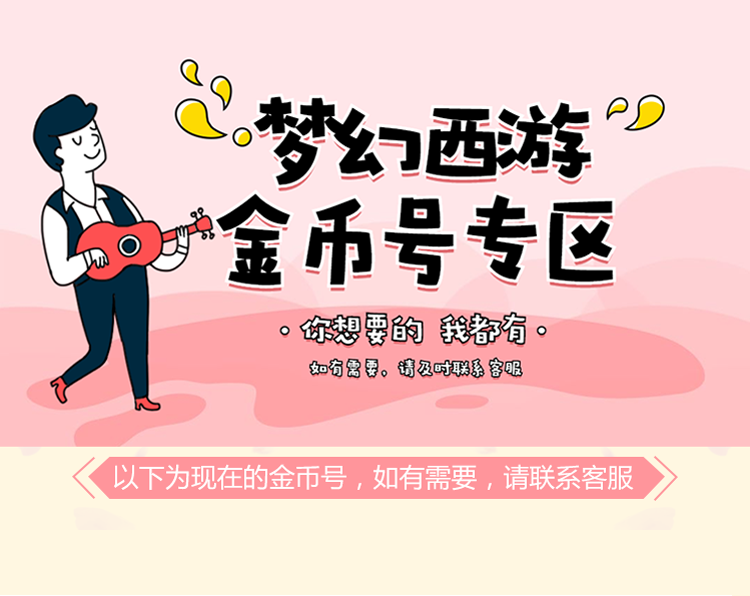 梦幻西游
金币号专区
·你想要的 我都有·
如有需要，请及时联系客服
以下为现在的金币号，如有需要，请联系客服